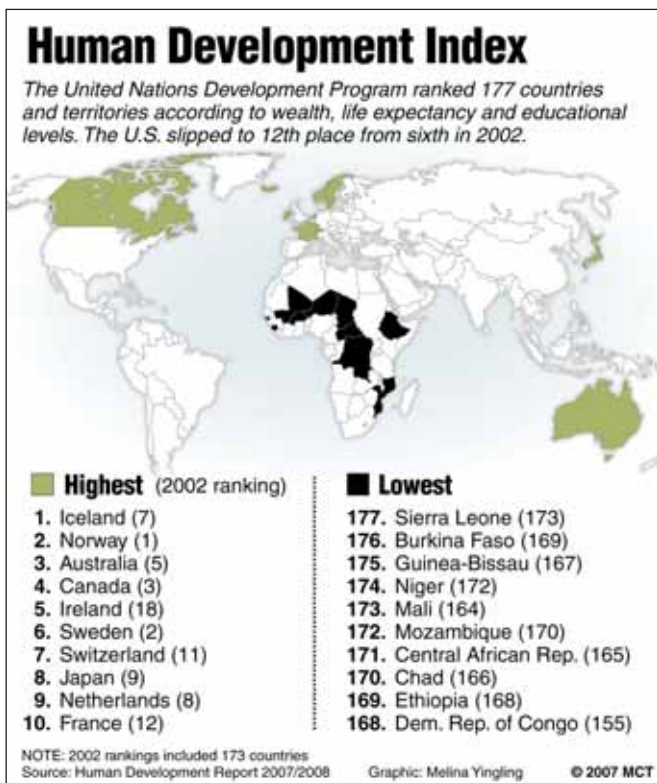 Human Development Index
The United Nations Development Program ranked 177 countries
and territories according to wealth, life expectancy and educational
levels. The U.S. slipped to 12th place from sixth in 2002.
Highest (2002 ranking)
1. Iceland (7)
2. Norway (1)
3. Australia (5)
4. Canada (3)
5. Ireland (18)
6. Sweden (2)
7. Switzerland (11)
8. Japan (9)
9. Netherlands (8)
10. France (12)
Lowest
177. Sierra Leone (173)
176. Burkina Faso (169)
175. Guinea-Bissau (167)
174. Niger (172)
173. Mali (164)
172. Mozambique (170)
171. Central African Rep. (165)
170. Chad (166)
169. Ethiopia (168)
168. Dem. Rep. of Congo (155)
NOTE: 2002 rankings included 173 countries
Source: Human Development Report 2007/2008 Graphic: Melina Yingling © 2007 MCT